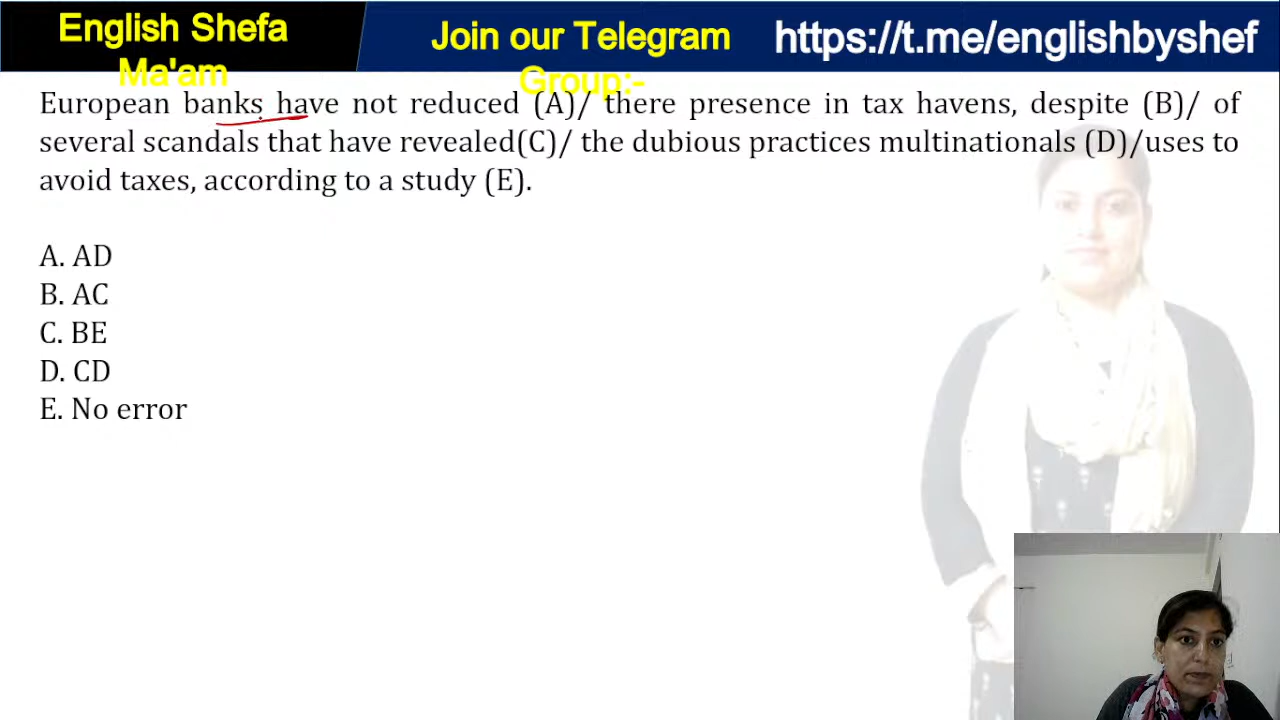 English Shefa
Ma'am
Join our Telegram
Group:-
https://t.me/englishbyshef
European banks have not reduced (A)/ there presence in tax havens, despite (B)/ of
several scandals that have revealed(C)/ the dubious practices multinationals (D)/uses to
avoid taxes, according to a study (E).
A. AD
B. AC
C. BE
D. CD
E. No error